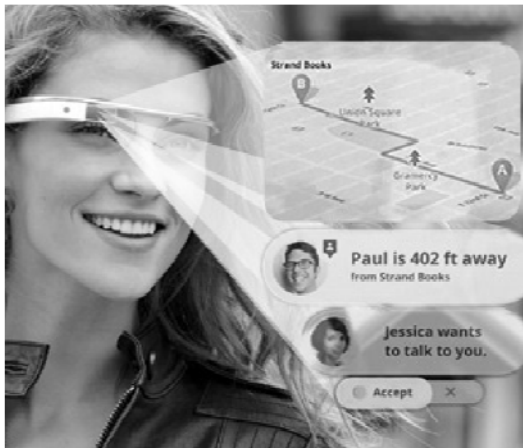 Strand Books
B
Union Square
Park
Gramercy
Park
A
Paul is 402 ft away
from Strand Books
Jessica wants
to talk to you.
Accept
X